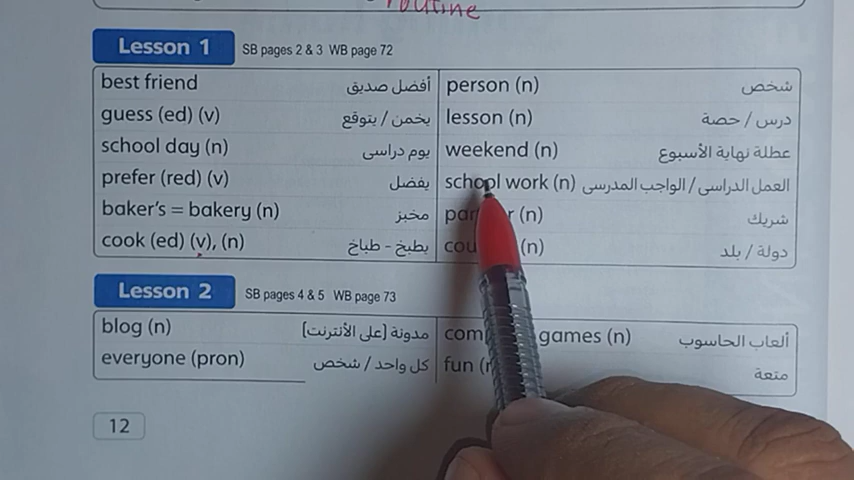 routine
Lesson 1 SB pages 2 & 3 WB page 72
best friend أفضل صديق person (n) شخص
guess (ed) (v) يخمن / يتوقع lesson (n) درس / حصة
school day (n) يوم دراسى weekend (n) عطلة نهاية الأسبوع
prefer (red) (v) يفضل school work (n) العمل الدراسى / الواجب المدرسى
baker's = bakery (n) مخبز (n) شريك
cook (ed) (v), (n) يطبخ - طباخ (n) دولة / بلد
Lesson 2 SB pages 4 & 5 WB page 73
blog (n) مدونة [على الأنترنت] games (n) ألعاب الحاسوب
everyone (pron) كل واحد / شخص fun متعة
12